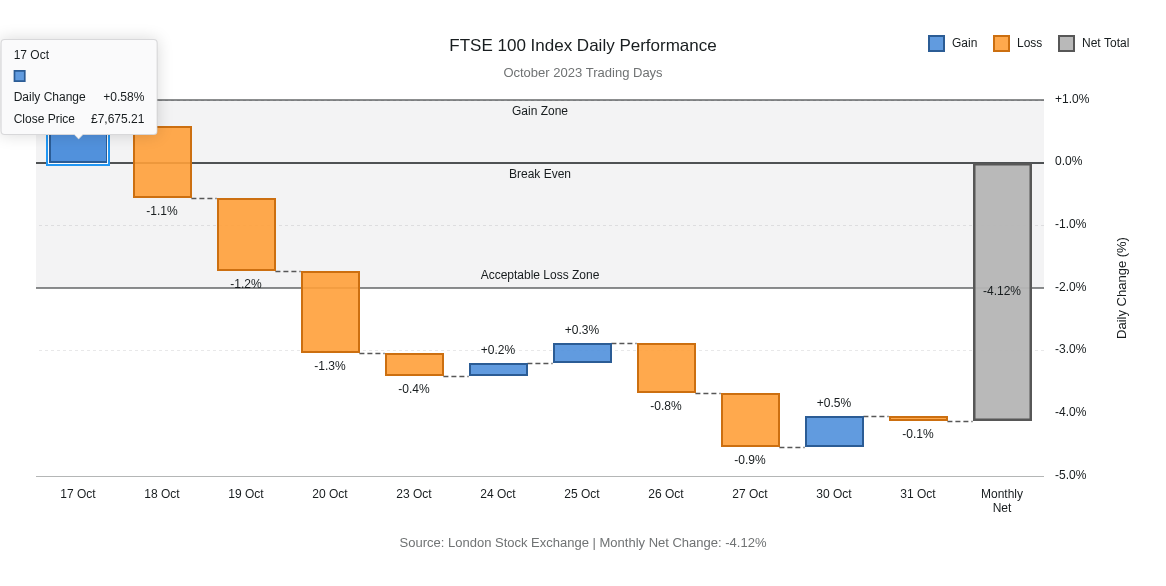 FTSE 100 Index Daily Performance
October 2023 Trading Days
Gain
Loss
Net Total
17 Oct
Daily Change +0.58%
Close Price £7,675.21
Gain Zone
Break Even
Acceptable Loss Zone
-1.1%
-1.2%
-1.3%
-0.4%
+0.2%
+0.3%
-0.8%
-0.9%
+0.5%
-0.1%
-4.12%
+1.0%
0.0%
-1.0%
-2.0%
-3.0%
-4.0%
-5.0%
Daily Change (%)
17 Oct
18 Oct
19 Oct
20 Oct
23 Oct
24 Oct
25 Oct
26 Oct
27 Oct
30 Oct
31 Oct
Monthly
Net
Source: London Stock Exchange | Monthly Net Change: -4.12%